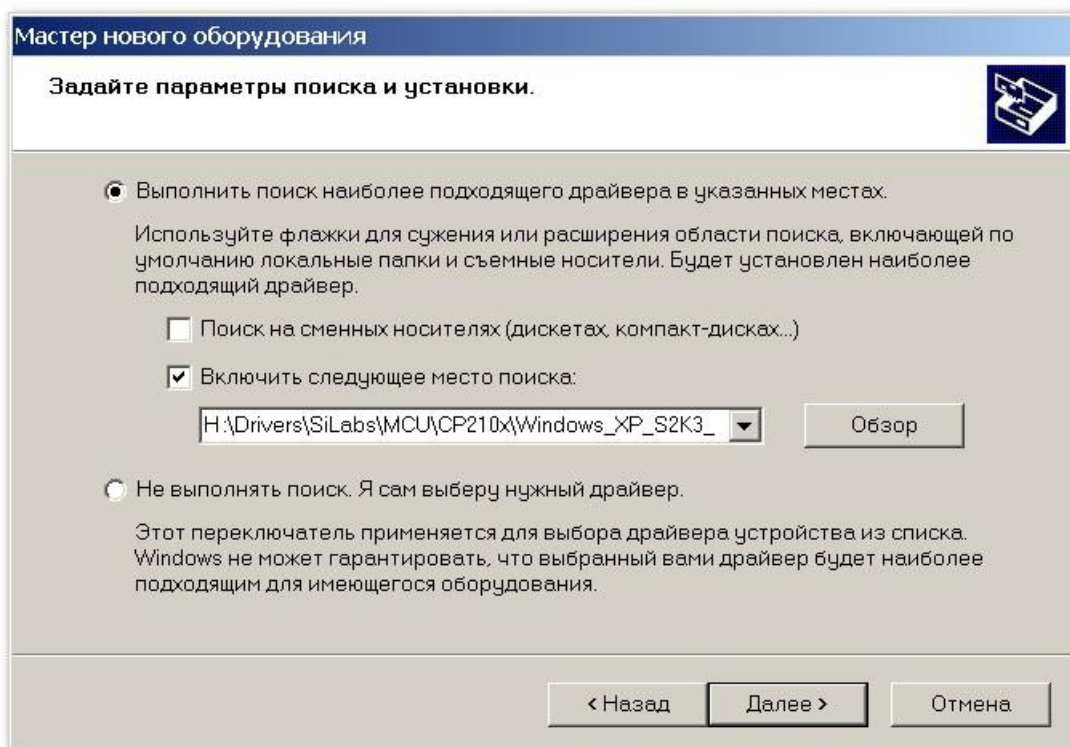 Мастер нового оборудования
Задайте параметры поиска и установки.
Выполнить поиск наиболее подходящего драйвера в указанных местах.
Используйте флажки для сужения или расширения области поиска, включающей по
умолчанию локальные папки и съемные носители. Будет установлен наиболее
подходящий драйвер.
Поиск на сменных носителях (дискетах, компакт-дисках...)
Включить следующее место поиска:
H:\Drivers\SiLabs\MCU\CP210x\Windows_XP_S2K3_
Обзор
Не выполнять поиск. Я сам выберу нужный драйвер.
Этот переключатель применяется для выбора драйвера устройства из списка.
Windows не может гарантировать, что выбранный вами драйвер будет наиболее
подходящим для имеющегося оборудования.
< Назад
Далее >
Отмена